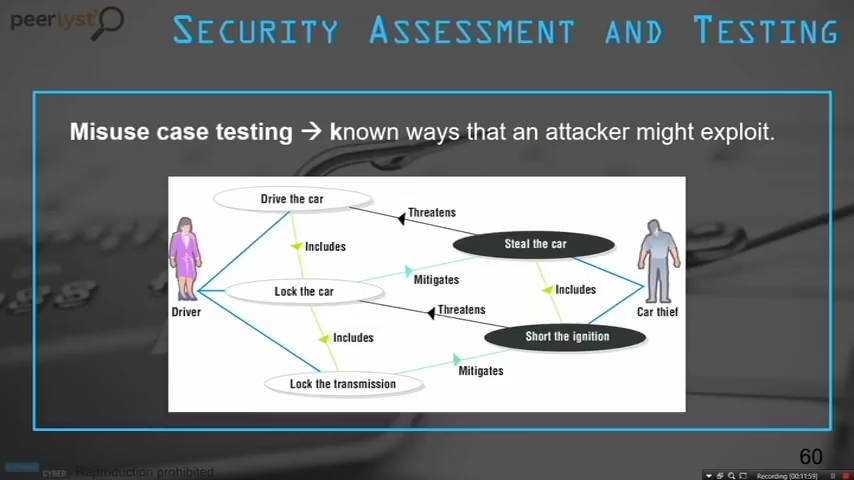 peerlyst
SECURITY ASSESSMENT AND TESTING
Misuse case testing → known ways that an attacker might exploit.
Drive the car
Threatens
Steal the car
Includes
Mitigates
Lock the car
Includes
Driver
Threatens
Car thief
Includes
Short the ignition
Mitigates
Lock the transmission
60
CYBER Reproduction prohibited
Recording [00:11:59]